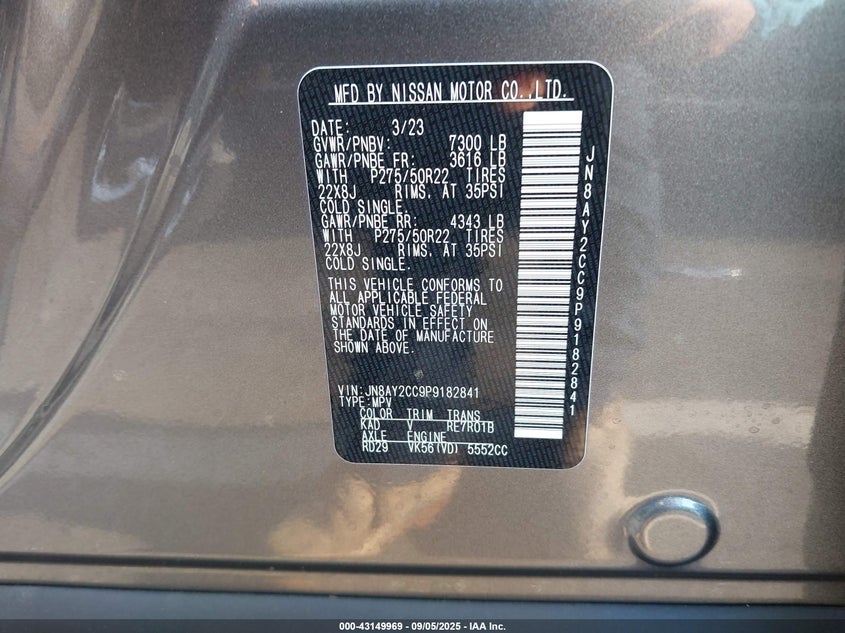 MFD BY NISSAN MOTOR CO.,LTD.
DATE: 3/23
GVWR/PNBV: 7300 LB
GAWR/PNBE FR: 3616 LB
WITH P275/50R22 TIRES
22X8J RIMS. AT 35PSI
COLD SINGLE.
GAWR/PNBE RR: 4343 LB
WITH P275/50R22 TIRES
22X8J RIMS. AT 35PSI
COLD SINGLE.
THIS VEHICLE CONFORMS TO
ALL APPLICABLE FEDERAL
MOTOR VEHICLE SAFETY
STANDARDS IN EFFECT ON
THE DATE OF MANUFACTURE
SHOWN ABOVE.
VIN:JN8AY2CC9P9182841
TYPE:MPV
COLOR TRIM TRANS
KAD V RE7R01B
AXLE ENGINE
RD29 VK56(VD) 5552CC
JN8AY2CC9P9182841
000-43149969 - 09/05/2025 - IAA Inc.